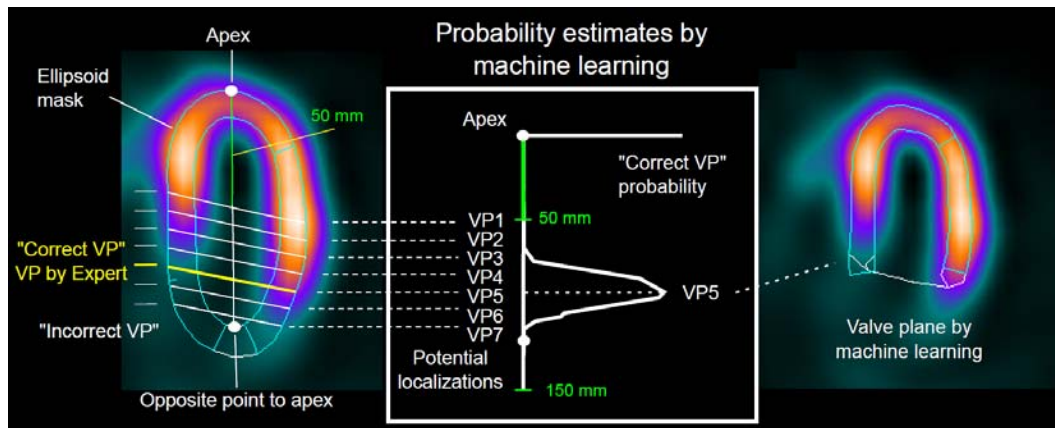 Apex
Ellipsoid
mask
50 mm
"Correct VP"
VP by Expert
"Incorrect VP"
Opposite point to apex
Probability estimates by
machine learning
Apex
"Correct VP"
probability
50 mm
VP1
VP2
VP3
VP4
VP5
VP6
VP7
VP5
Potential
localizations
150 mm
Valve plane by
machine learning